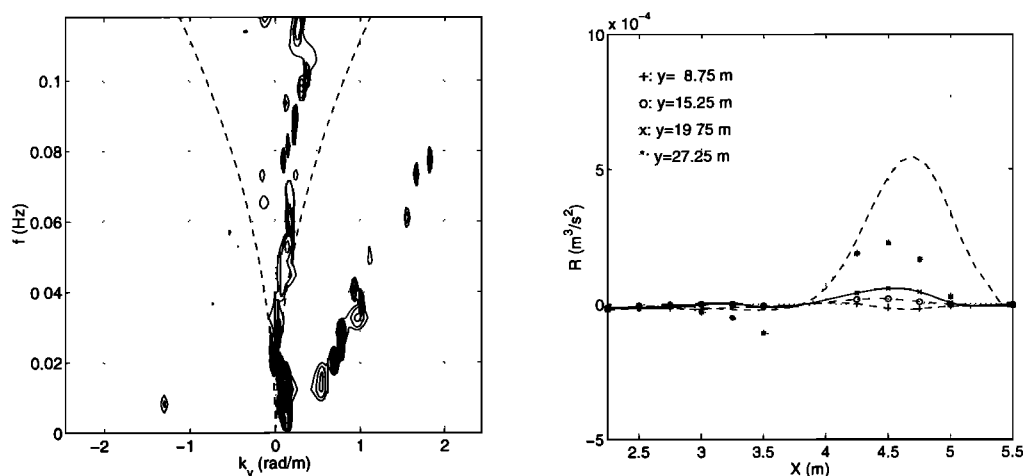 0.1
0.08
0.06
0.04
0.02
0
f (Hz)
−2
−1
0
1
2
k_y (rad/m)
10 × 10^−4
5
0
−5
R (m³/s²)
+: y= 8.75 m
o: y=15.25 m
x: y=19 75 m
*: y=27.25 m
2.5
3
3.5
4
4.5
5
5.5
X (m)